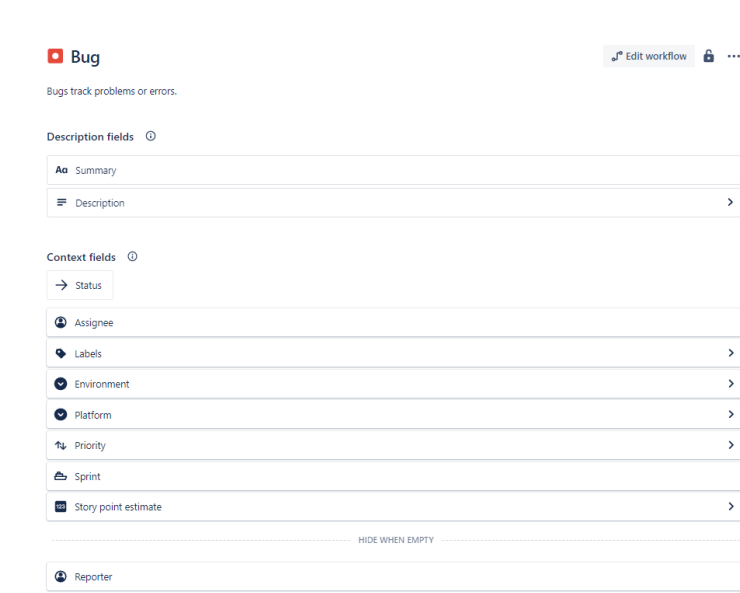 Bug
Edit workflow
Bugs track problems or errors.
Description fields
Aa Summary
Description
Context fields
Status
Assignee
Labels
Environment
Platform
Priority
Sprint
123 Story point estimate
HIDE WHEN EMPTY
Reporter